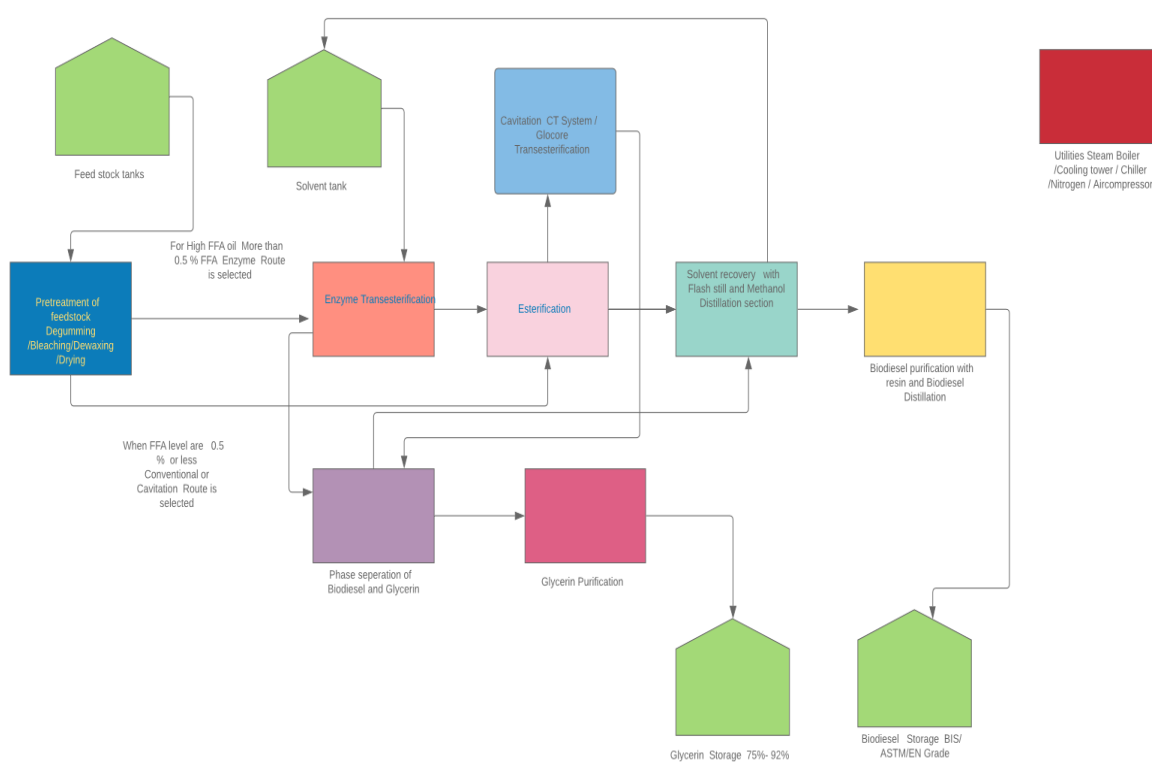 Cavitation CT System /
Glocore
Transesterification
Utilities Steam Boiler
/Cooling tower / Chiller
/Nitrogen / Aircompressor
Feed stock tanks
Solvent tank
For High FFA oil More than
0.5 % FFA Enzyme Route
is selected
Pretreatment of
feedstock
Degumming
/Bleaching/Dewaxing
/Drying
Enzyme Transesterification
Esterification
Solvent recovery with
Flash still and Methanol
Distillation section
Biodiesel purification with
resin and Biodiesel
Distillation
When FFA level are 0.5
% or less
Conventional or
Cavitation Route is
selected
Phase seperation of
Biodiesel and Glycerin
Glycerin Purification
Glycerin Storage 75%- 92%
Biodiesel Storage BIS/
ASTM/EN Grade